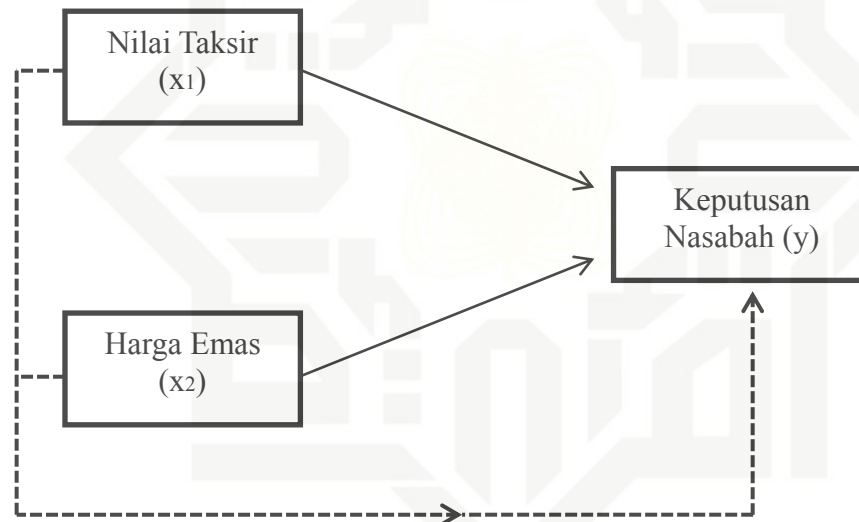 Nilai Taksir
(x1)
Keputusan
Nasabah (y)
Harga Emas
(x2)